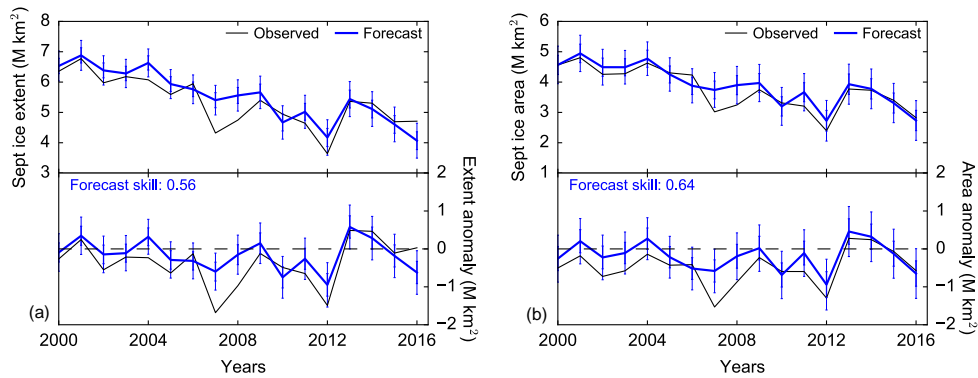 Sept ice extent (M km²)
8
7
6
5
4
3
Observed
Forecast
Forecast skill: 0.56
2
1
0
−1
−2
Extent anomaly (M km²)
(a)
2000
2004
2008
2012
2016
Years
Sept ice area (M km²)
6
5
4
3
2
1
Observed
Forecast
Forecast skill: 0.64
2
1
0
−1
−2
Area anomaly (M km²)
(b)
2000
2004
2008
2012
2016
Years